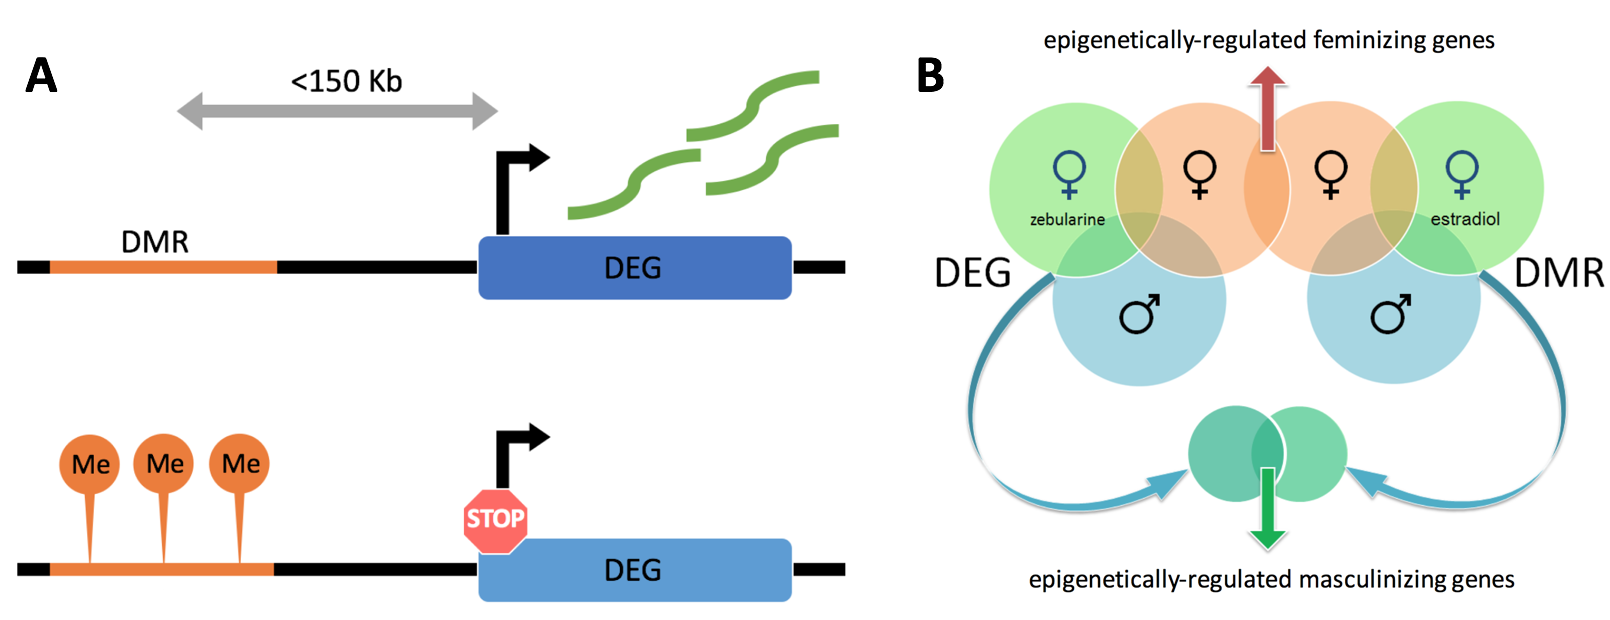 A
<150 Kb
DMR
DEG
Me Me Me
STOP
DEG
B
epigenetically-regulated feminizing genes
♀ ♀ ♀ ♀
zebularine estradiol
DEG DMR
♂ ♂
epigenetically-regulated masculinizing genes